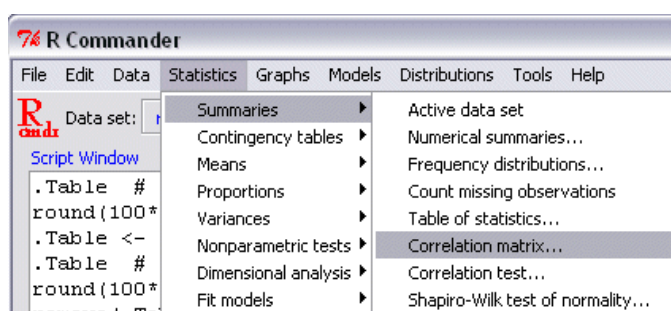 R Commander
File Edit Data Statistics Graphs Models Distributions Tools Help
R cmdr Data set:
Script Window
Summaries
Contingency tables
Means
Proportions
Variances
Nonparametric tests
Dimensional analysis
Fit models
Active data set
Numerical summaries...
Frequency distributions...
Count missing observations
Table of statistics...
Correlation matrix...
Correlation test...
Shapiro-Wilk test of normality...
.Table #
round(100*
.Table <-
.Table #
round(100*